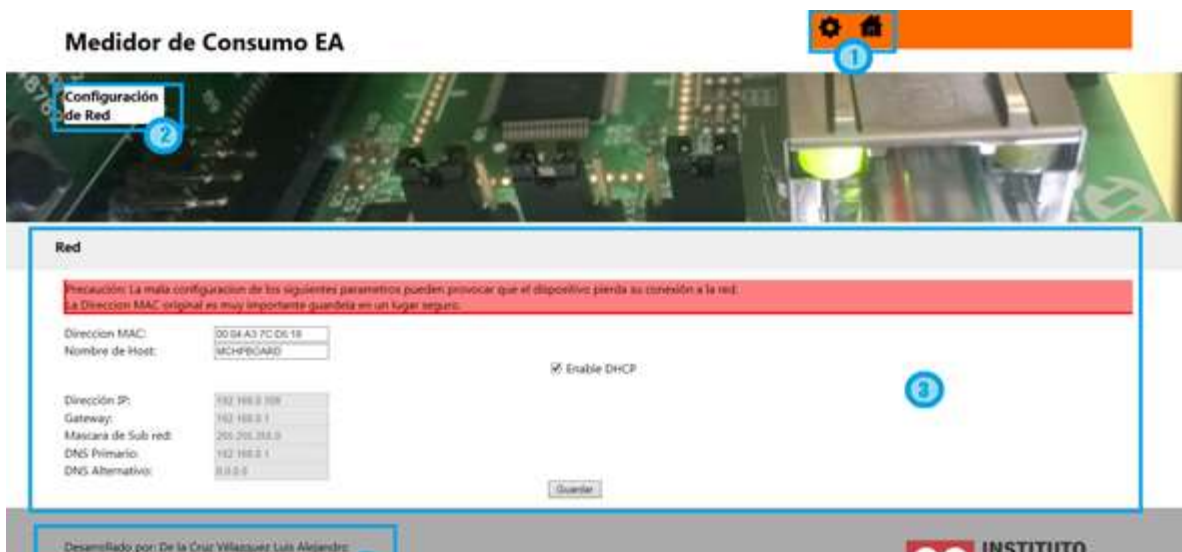 Medidor de Consumo EA
1
Configuración
de Red
2
Red
Precaución: La mala configuracion de los siguientes parametros pueden provocar que el dispositivo pierda su conexión a la red.
La Direccion MAC original es muy importante guardela en un lugar seguro.
Direccion MAC: 00:04:A3:7C:D6:18
Nombre de Host: MCHPBOARD
Enable DHCP
3
Dirección IP: 192.168.0.109
Gateway: 192.168.0.1
Mascara de Sub red: 255.255.255.0
DNS Primario: 192.168.0.1
DNS Alternativo: 0.0.0.0
Guardar
Desarrollado por: De la Cruz Vélazquez Luis Alejandro
INSTITUTO